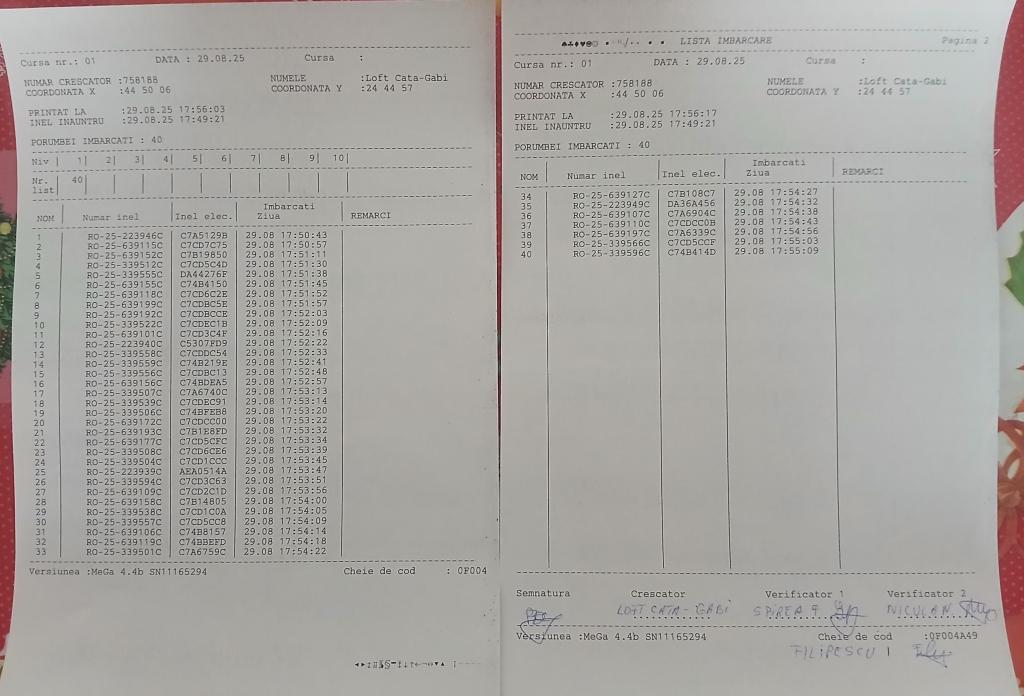 Cursa nr.: 01 DATA : 29.08.25 Cursa :
NUMAR CRESCATOR :758188 NUMELE :Loft Cata-Gabi
COORDONATA X :44 50 06 COORDONATA Y :24 44 57
PRINTAT LA :29.08.25 17:56:03
INEL INAUNTRU :29.08.25 17:49:21
PORUMBEI IMBARCATI : 40
Niv | 1| 2| 3| 4| 5| 6| 7| 8| 9| 10|
Nr. list| 40| | | | | | | | | |
NOM | Numar inel | Inel elec. | Imbarcati Ziua | REMARCI
1 RO-25-223946C C7A5129B 29.08 17:50:43
2 RO-25-639115C C7CD7C75 29.08 17:50:57
3 RO-25-639152C C7B19850 29.08 17:51:11
4 RO-25-339512C C7CD5C4D 29.08 17:51:30
5 RO-25-339555C DA44276F 29.08 17:51:38
6 RO-25-639155C C74B4150 29.08 17:51:45
7 RO-25-639118C C7CD6C2E 29.08 17:51:52
8 RO-25-639199C C7CDBC5E 29.08 17:51:57
9 RO-25-639192C C7CDBCCE 29.08 17:52:03
10 RO-25-339522C C7CDEC1B 29.08 17:52:09
11 RO-25-639101C C7CD3C4F 29.08 17:52:16
12 RO-25-223940C C5307FD9 29.08 17:52:22
13 RO-25-339558C C7CDDC54 29.08 17:52:33
14 RO-25-339559C C74B219E 29.08 17:52:41
15 RO-25-339556C C7CDBC13 29.08 17:52:48
16 RO-25-639156C C74BDEA5 29.08 17:52:57
17 RO-25-339507C C7A6740C 29.08 17:53:13
18 RO-25-339539C C7CDEC91 29.08 17:53:14
19 RO-25-339506C C74BFEB8 29.08 17:53:20
20 RO-25-639172C C7CDCC00 29.08 17:53:22
21 RO-25-639193C C7B1E8FD 29.08 17:53:32
22 RO-25-639177C C7CD5CFC 29.08 17:53:34
23 RO-25-339508C C7CD6CE6 29.08 17:53:39
24 RO-25-339504C C7CD1CCC 29.08 17:53:45
25 RO-25-223939C AEA0514A 29.08 17:53:47
26 RO-25-339594C C7CD3C63 29.08 17:53:51
27 RO-25-639109C C7CD2C1D 29.08 17:53:56
28 RO-25-639158C C7B14805 29.08 17:54:00
29 RO-25-339538C C7CD1C0A 29.08 17:54:05
30 RO-25-339557C C7CD5CC8 29.08 17:54:09
31 RO-25-639106C C74B8157 29.08 17:54:14
32 RO-25-639119C C74BBEFD 29.08 17:54:18
33 RO-25-339501C C7A6759C 29.08 17:54:22
Versiunea :MeGa 4.4b SN11165294 Cheie de cod : 0F004
LISTA IMBARCARE Pagina 2
Cursa nr.: 01 DATA : 29.08.25 Cursa :
NUMAR CRESCATOR :758188 NUMELE :Loft Cata-Gabi
COORDONATA X :44 50 06 COORDONATA Y :24 44 57
PRINTAT LA :29.08.25 17:56:17
INEL INAUNTRU :29.08.25 17:49:21
PORUMBEI IMBARCATI : 40
NOM | Numar inel | Inel elec. | Imbarcati Ziua | REMARCI
34 RO-25-639127C C7B108C7 29.08 17:54:27
35 RO-25-223949C DA36A456 29.08 17:54:32
36 RO-25-639107C C7A6904C 29.08 17:54:38
37 RO-25-639110C C7CDCC0B 29.08 17:54:43
38 RO-25-639197C C7A6339C 29.08 17:54:56
39 RO-25-339566C C7CD5CCF 29.08 17:55:03
40 RO-25-339596C C74B414D 29.08 17:55:09
Semnatura Crescator Verificator 1 Verificator 2
LOFT CATA-GABI SPIREA F. NICULAN
Versiunea :MeGa 4.4b SN11165294 Cheie de cod :0F004A49
FILIPESCU I